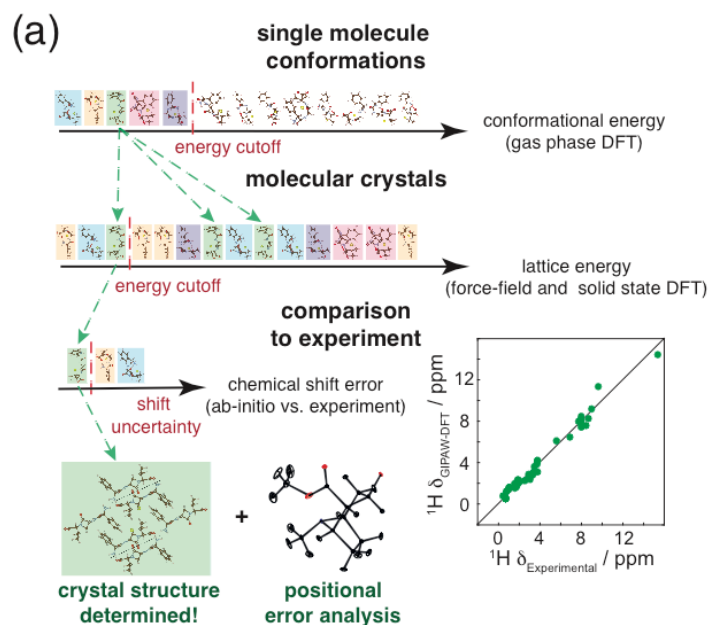 (a)
single molecule
conformations
energy cutoff
conformational energy
(gas phase DFT)
molecular crystals
energy cutoff
lattice energy
(force-field and solid state DFT)
comparison
to experiment
chemical shift error
(ab-initio vs. experiment)
shift
uncertainty
+
crystal structure
determined!
positional
error analysis
¹H δGIPAW-DFT / ppm
12
8
4
0
0 4 8 12
¹H δExperimental / ppm